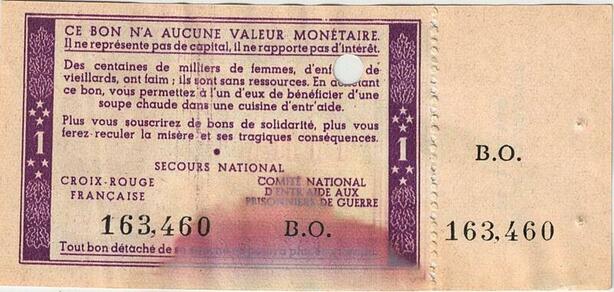 CE BON N'A AUCUNE VALEUR MONÉTAIRE.
Il ne représente pas de capital, il ne rapporte pas d'intérêt.
Des centaines de milliers de femmes, de
vieillards, ont faim ; ils sont sans ressources. En
ce bon, vous permettez à l'un d'eux de bénéficier d'une
soupe chaude dans une cuisine d'entr'aide.
Plus vous souscrirez de bons de solidarité, plus vous
ferez reculer la misère et ses tragiques conséquences.
1
1
SECOURS NATIONAL
CROIX-ROUGE
FRANÇAISE
COMITÉ NATIONAL
D'ENTR'AIDE AUX
PRISONNIERS DE GUERRE
163,460
B.O.
Tout bon détaché de
B.O.
163,460